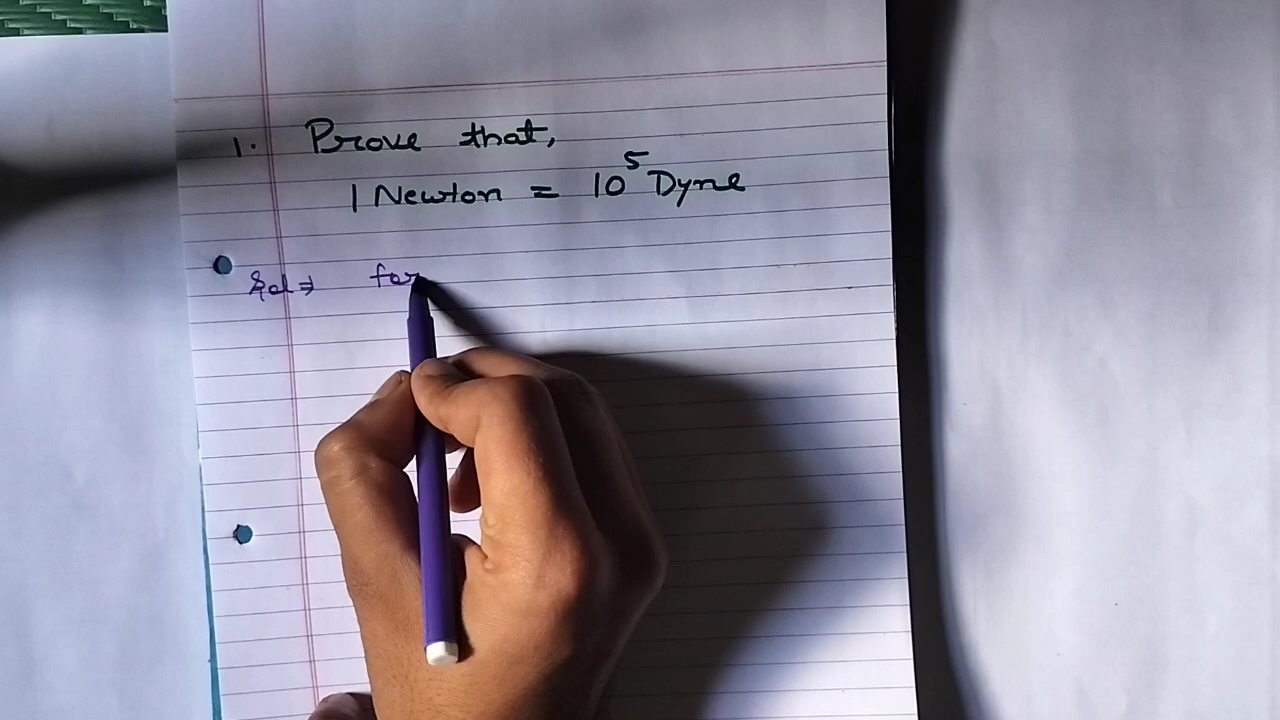 1. Prove that,
1 Newton = 10⁵ Dyne
Sol ⇒ for